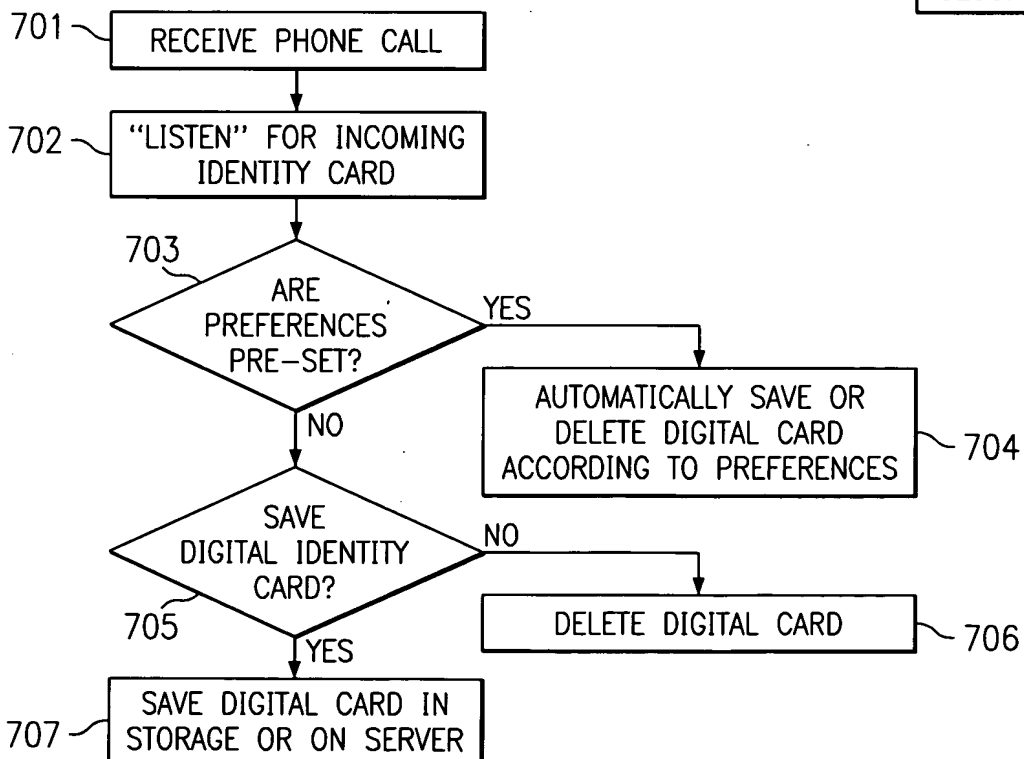 701
RECEIVE PHONE CALL
702
"LISTEN" FOR INCOMING
IDENTITY CARD
703
ARE
PREFERENCES
PRE-SET?
YES
AUTOMATICALLY SAVE OR
DELETE DIGITAL CARD
ACCORDING TO PREFERENCES
704
NO
SAVE
DIGITAL IDENTITY
CARD?
705
NO
DELETE DIGITAL CARD
706
YES
707
SAVE DIGITAL CARD IN
STORAGE OR ON SERVER